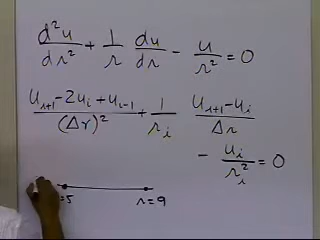 d²u/dr² + 1/r du/dr - u/r² = 0
(u_{i+1} - 2u_i + u_{i-1})/(Δr)² + 1/r_i (u_{i+1} - u_i)/Δr
- u_i/r_i² = 0
=5 r=9